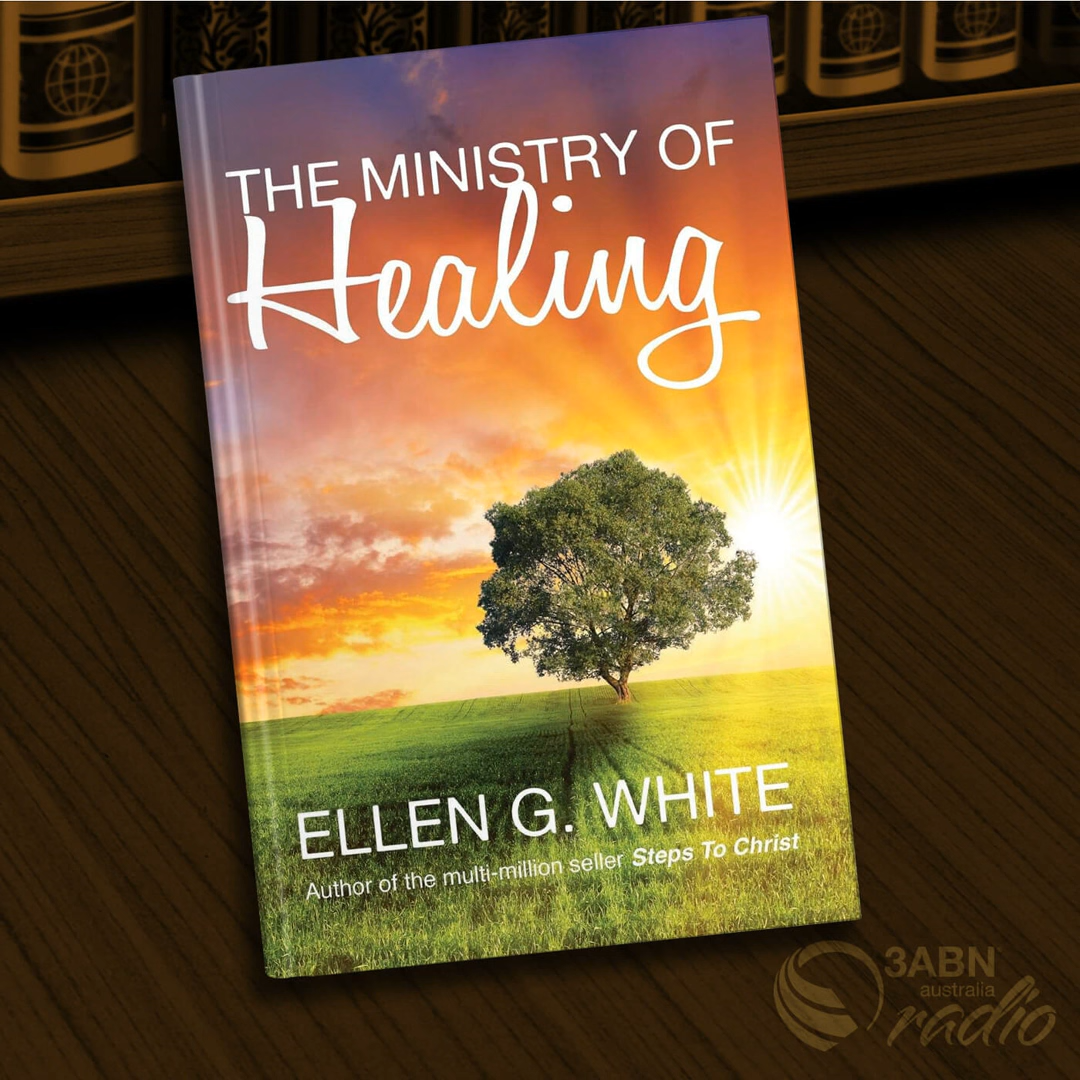 THE MINISTRY OF
Healing
ELLEN G. WHITE
Author of the multi-million seller Steps To Christ
3ABN
australia
radio